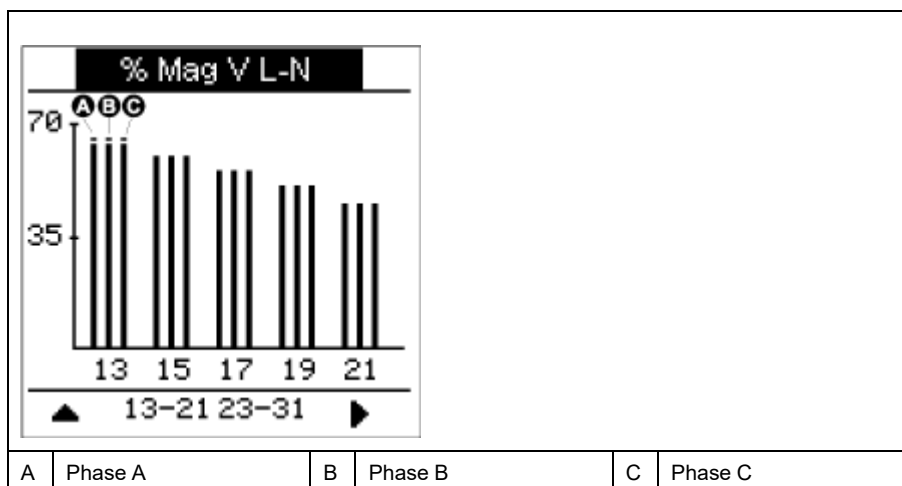 % Mag V L-N
A B C
70
35
13 15 17 19 21
13-21 23-31
A Phase A B Phase B C Phase C